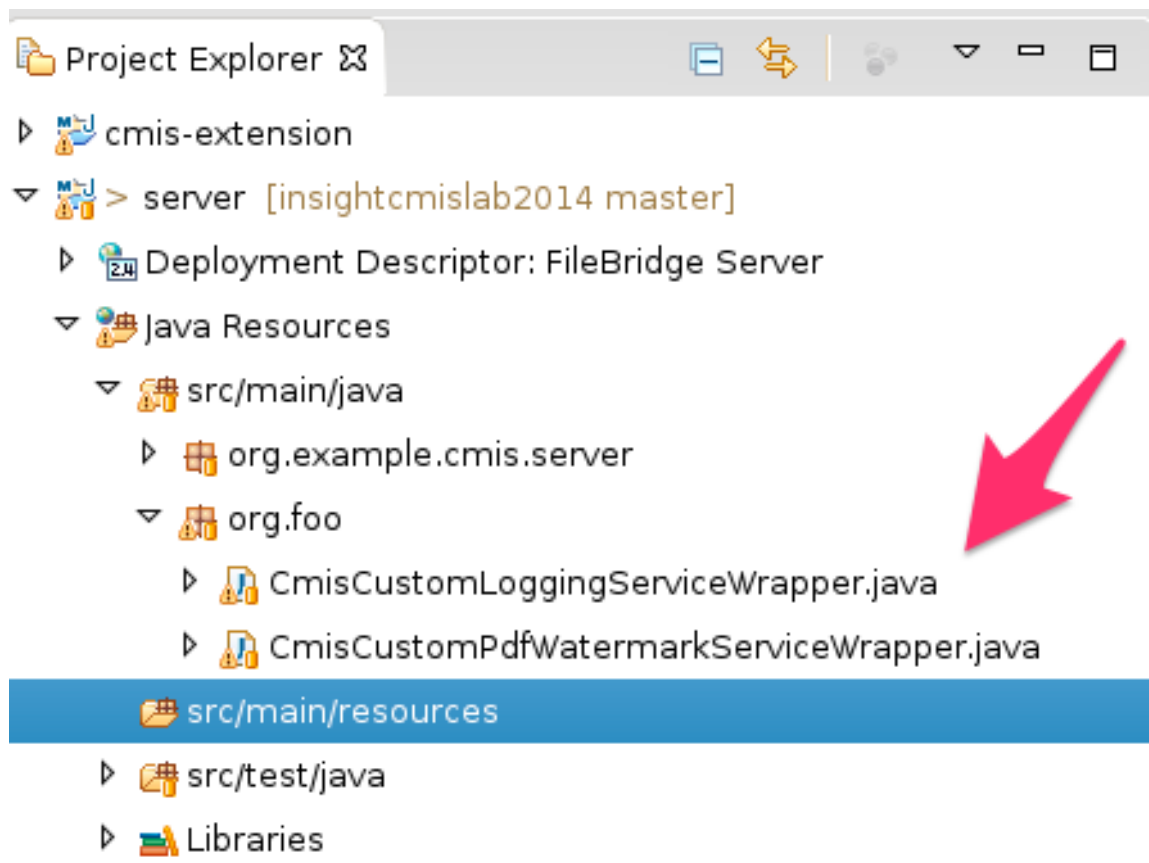 Project Explorer
cmis-extension
> server [insightcmislab2014 master]
Deployment Descriptor: FileBridge Server
Java Resources
src/main/java
org.example.cmis.server
org.foo
CmisCustomLoggingServiceWrapper.java
CmisCustomPdfWatermarkServiceWrapper.java
src/main/resources
src/test/java
Libraries